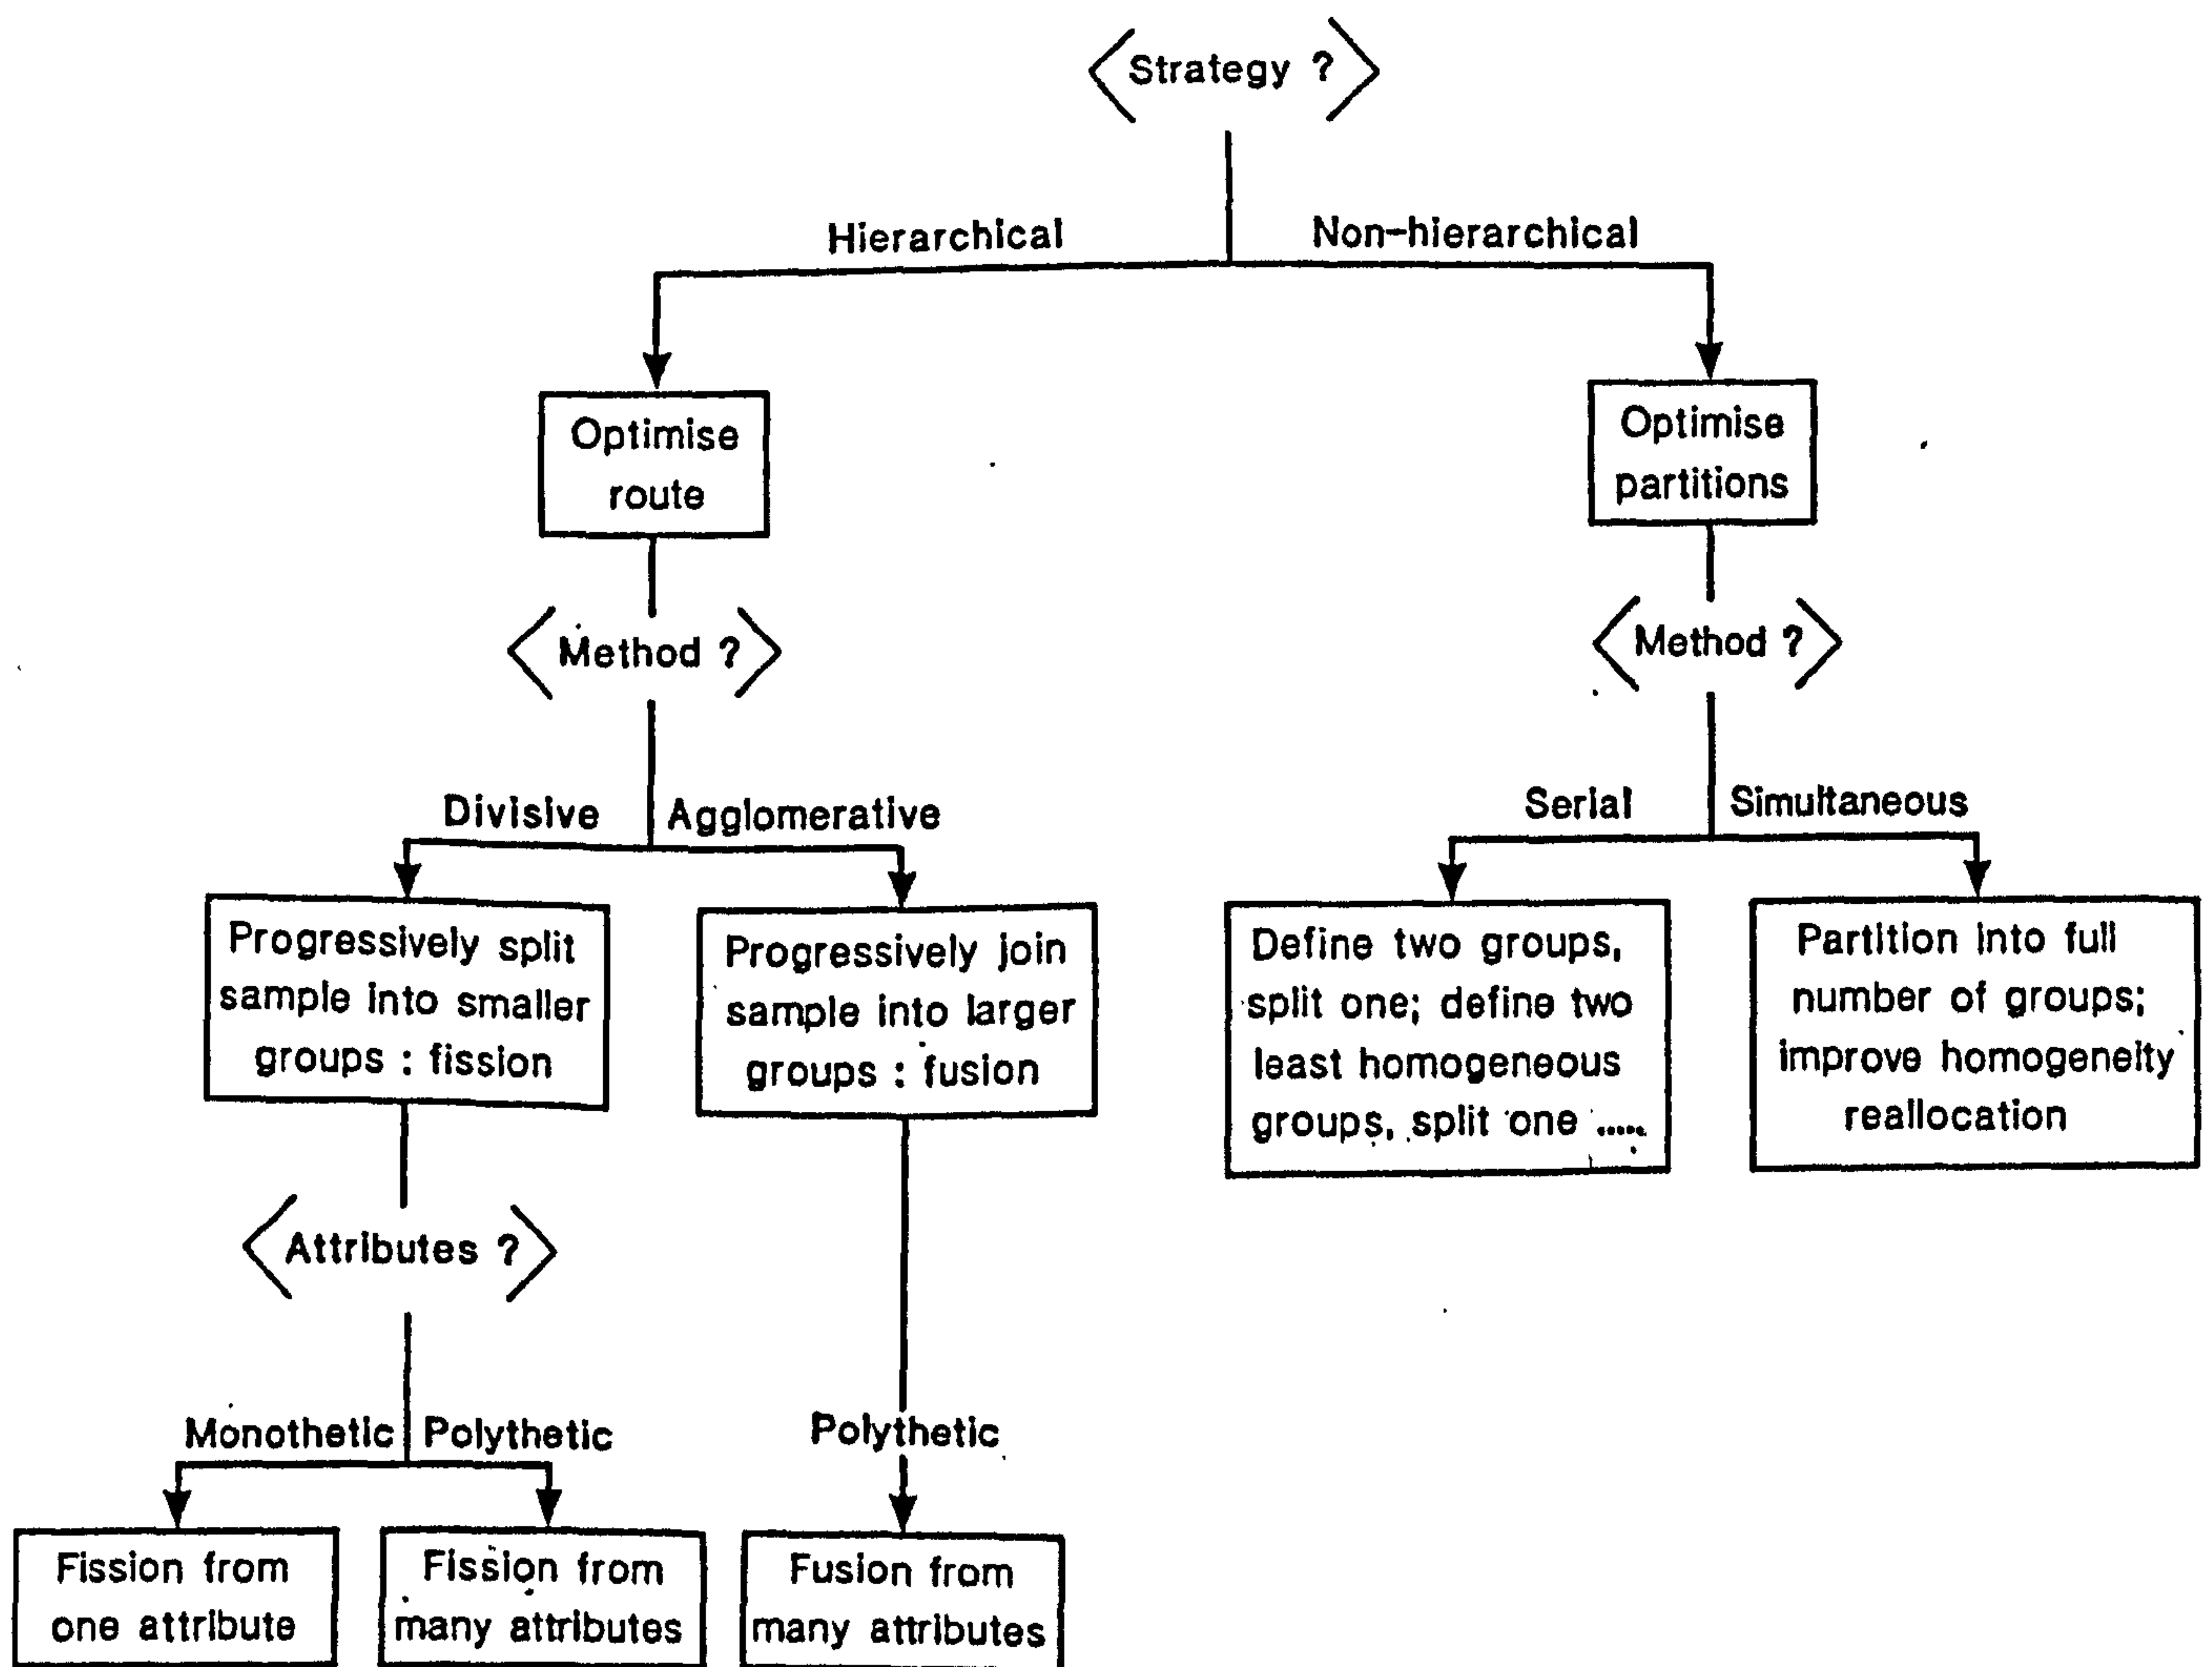 Strategy ?
Hierarchical
Non-hierarchical
Optimise
route
Optimise
partitions
Method ?
Method ?
Divisive
Agglomerative
Serial
Simultaneous
Progressively split
sample into smaller
groups : fission
Progressively join
sample into larger
groups : fusion
Define two groups,
split one; define two
least homogeneous
groups, split one .....
Partition into full
number of groups;
improve homogeneity
reallocation
Attributes ?
Monothetic
Polythetic
Polythetic
Fission from
one attribute
Fission from
many attributes
Fusion from
many attributes